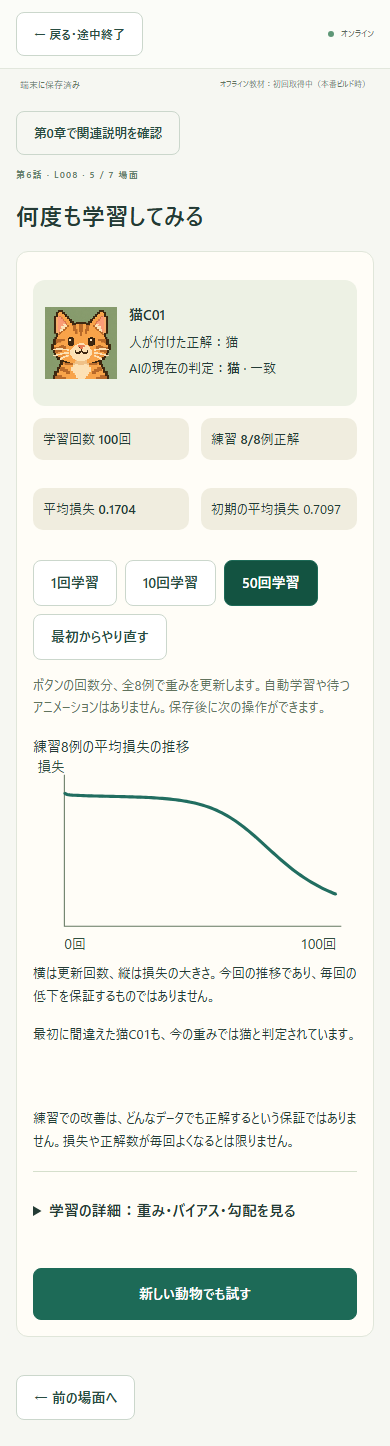 ← 戻る・途中終了
オンライン
端末に保存済み
オフライン教材：初回取得中（本番ビルド時）
第0章で関連説明を確認
第6話 · L008 · 5 / 7 場面
何度も学習してみる
猫C01
人が付けた正解：猫
AIの現在の判定：猫 · 一致
学習回数 100回
練習 8/8例正解
平均損失 0.1704
初期の平均損失 0.7097
1回学習
10回学習
50回学習
最初からやり直す
ボタンの回数分、全8例で重みを更新します。自動学習や待つ
アニメーションはありません。保存後に次の操作ができます。
練習8例の平均損失の推移
損失
0回
100回
横は更新回数、縦は損失の大きさ。今回の推移であり、毎回の
低下を保証するものではありません。
最初に間違えた猫C01も、今の重みでは猫と判定されています。
練習での改善は、どんなデータでも正解するという保証ではありま
せん。損失や正解数が毎回よくなるとは限りません。
▶ 学習の詳細：重み・バイアス・勾配を見る
新しい動物でも試す
← 前の場面へ